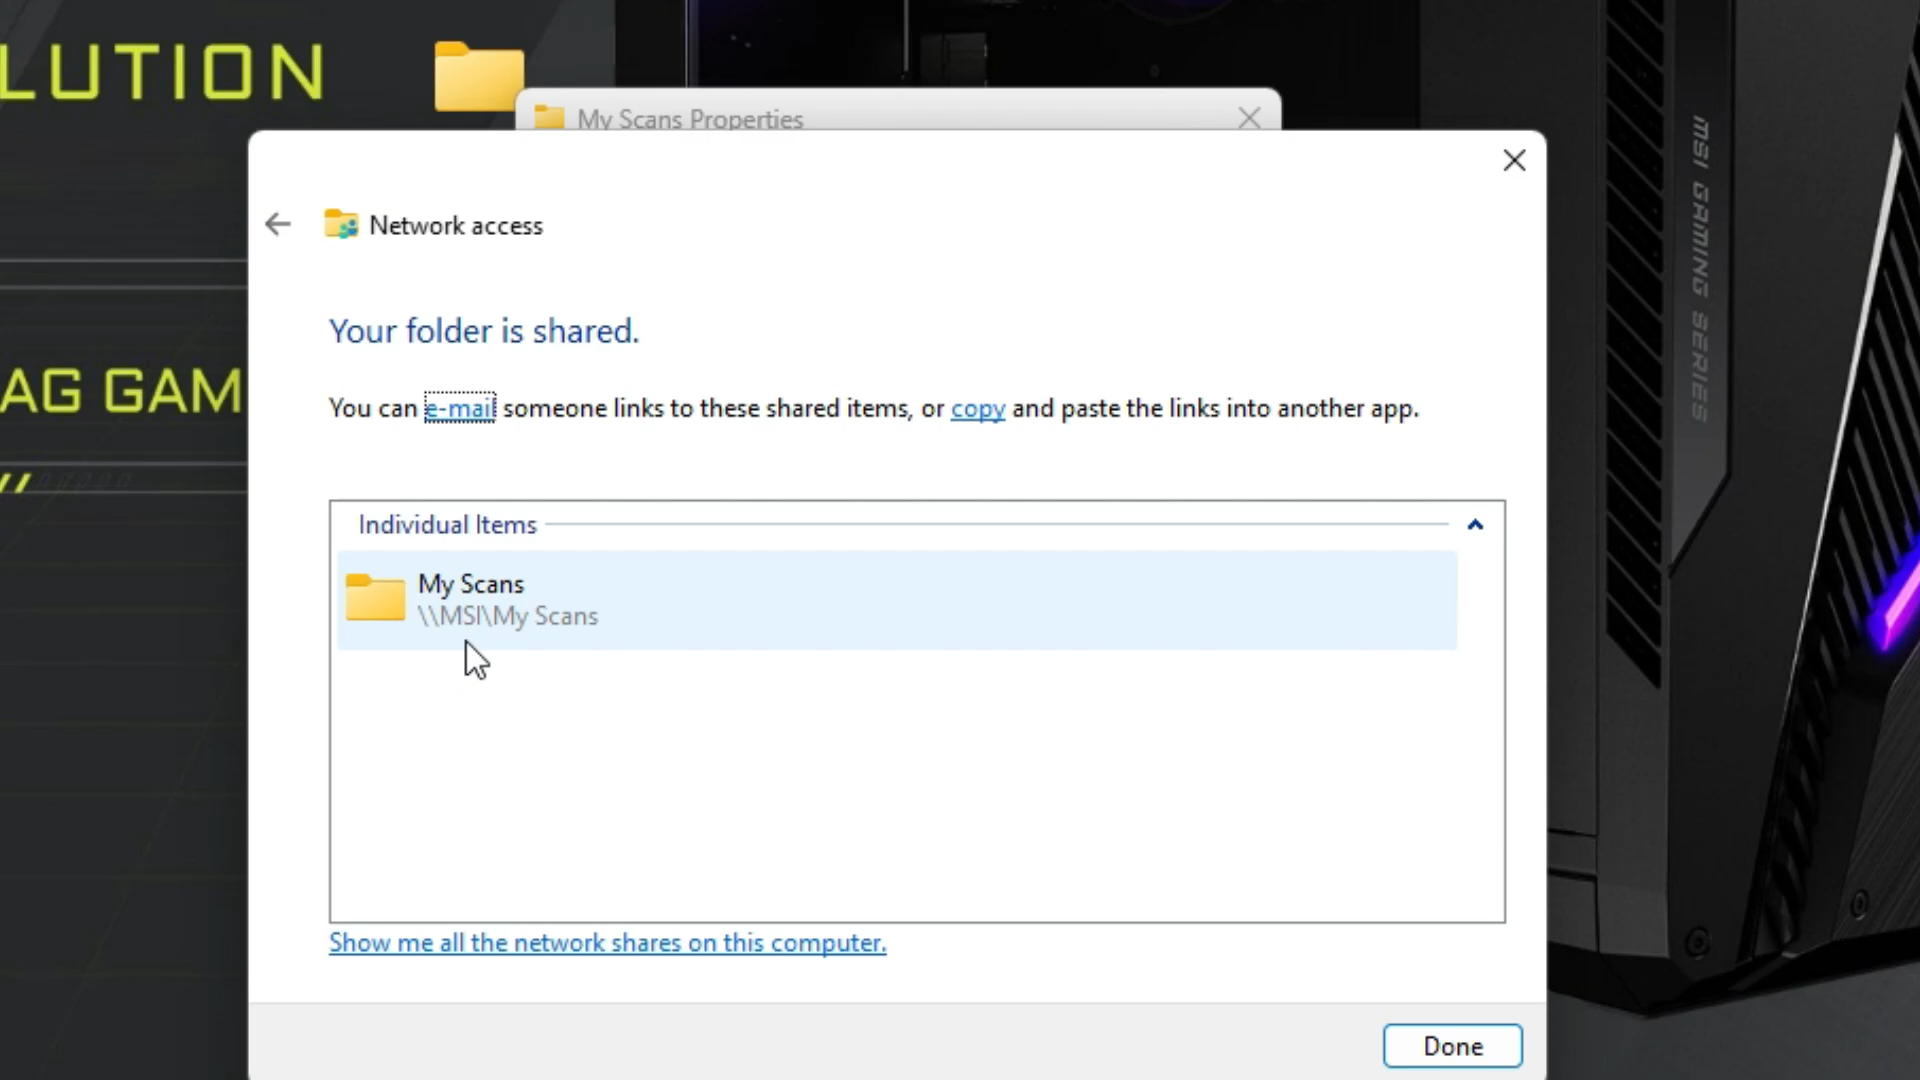 LUTION
My Scans Properties
Network access
Your folder is shared.
You can e-mail someone links to these shared items, or copy and paste the links into another app.
AG GAM
Individual Items
My Scans
\\MSI\My Scans
Show me all the network shares on this computer.
Done
MSI GAMING SERIES